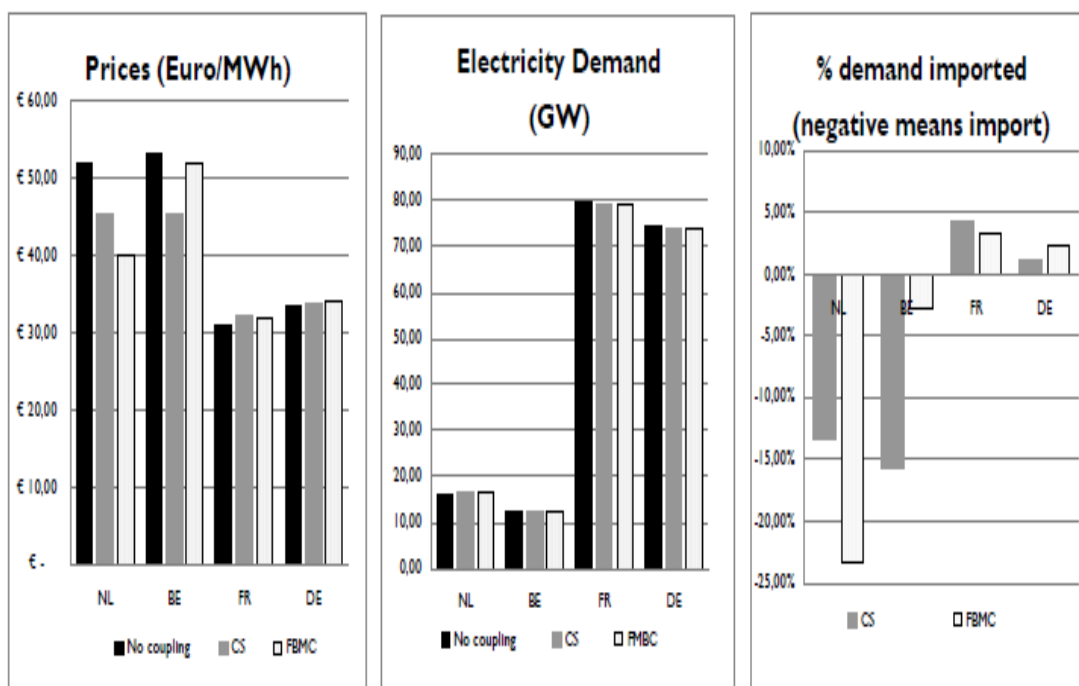 Prices (Euro/MWh)
€ 60,00
€ 50,00
€ 40,00
€ 30,00
€ 20,00
€ 10,00
€ -
NL BE FR DE
No coupling CS FBMC
Electricity Demand
(GW)
90,00
80,00
70,00
60,00
50,00
40,00
30,00
20,00
10,00
0,00
NL BE FR DE
No coupling CS FMBC
% demand imported
(negative means import)
10,00%
5,00%
0,00%
-5,00%
-10,00%
-15,00%
-20,00%
-25,00%
NL BE FR DE
CS FBMC